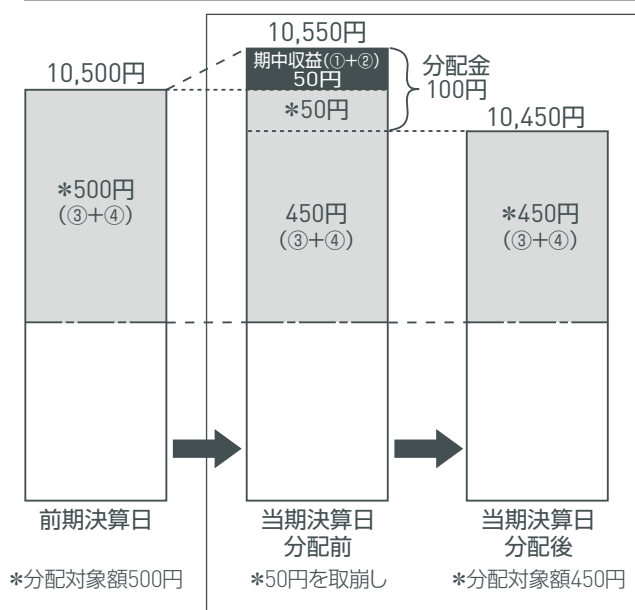 10,500円
*500円
(③+④)
前期決算日
*分配対象額500円
10,550円
期中収益(①+②)
50円
*50円
450円
(③+④)
分配金
100円
当期決算日
分配前
*50円を取崩し
10,450円
*450円
(③+④)
当期決算日
分配後
*分配対象額450円